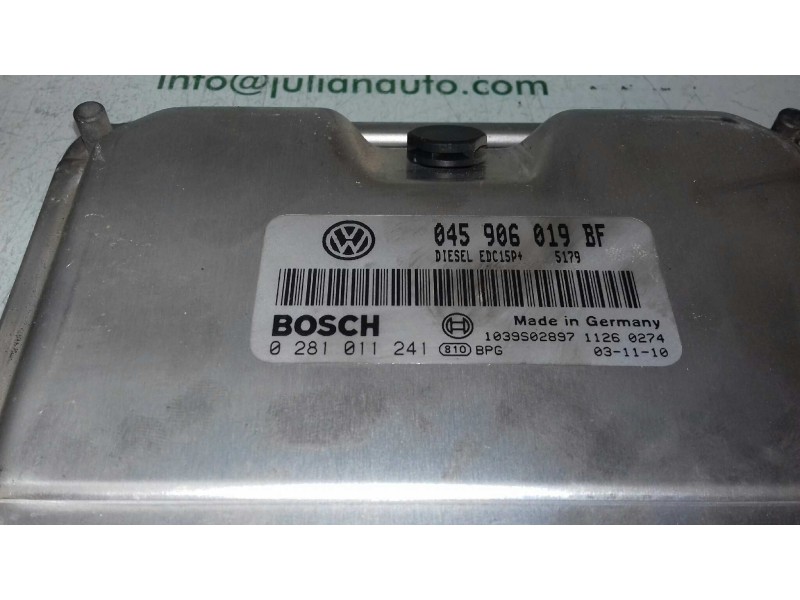 info@julianauto.com
045 906 019 BF
DIESEL EDC15P+ 5179
BOSCH
Made in Germany
1039S02897 1126 0274
0 281 011 241 810 BPG
03-11-10